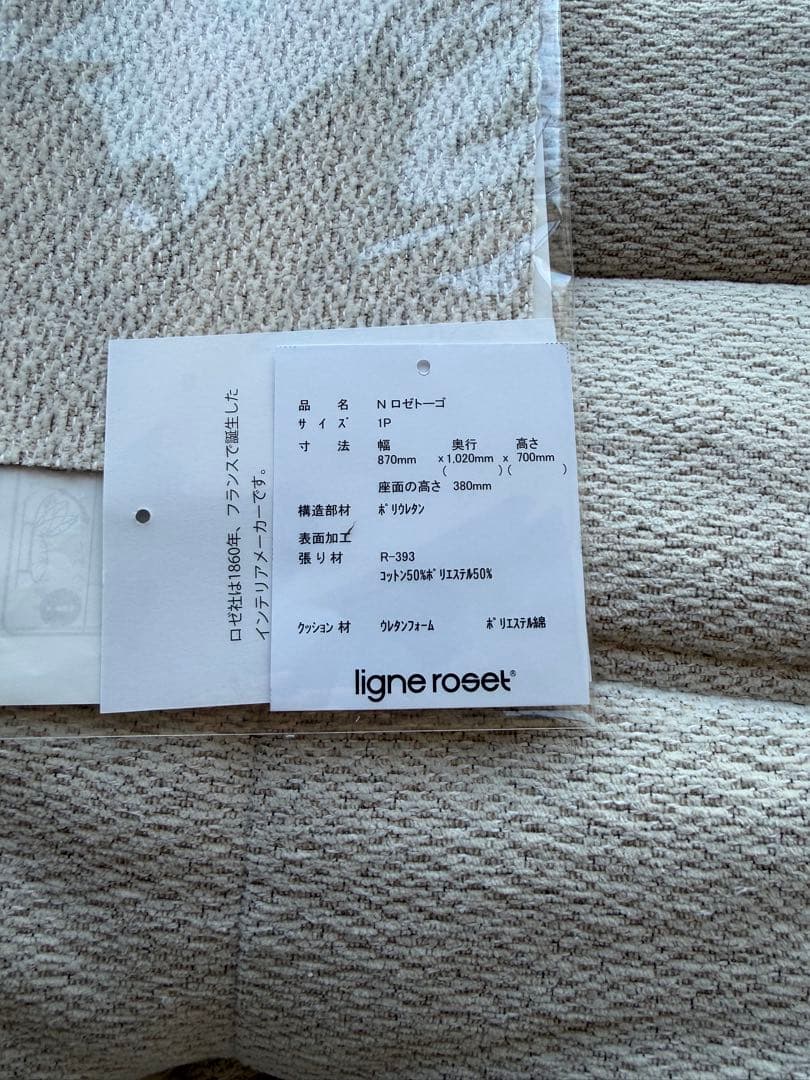 ロゼ社は1860年、フランスで誕生した
インテリアメーカーです。
品　名　Ｎロゼトーゴ
サイズ　1P
寸　法　幅　奥行　高さ
870mm　x 1,020mm　x　700mm
（　）（　）
座面の高さ　380mm
構造部材　ポリウレタン
表面加工
張り材　R-393
コットン50%ポリエステル50%
クッション材　ウレタンフォーム　ポリエステル綿
ligne roset®